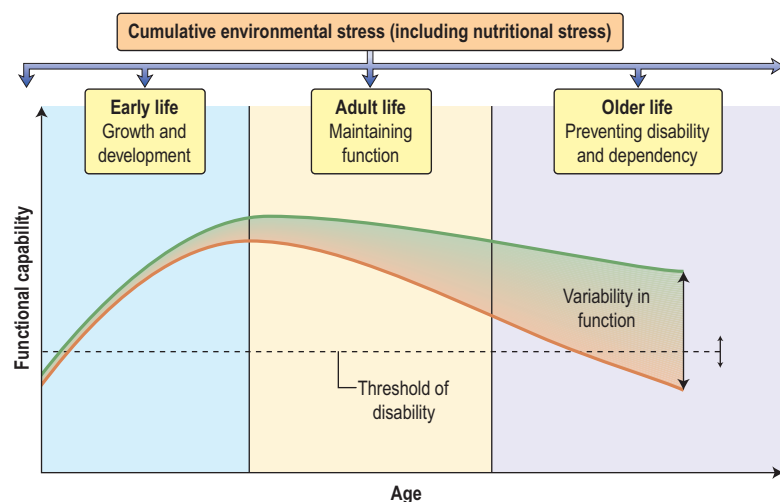 Cumulative environmental stress (including nutritional stress)
Early life
Growth and
development
Adult life
Maintaining
function
Older life
Preventing disability
and dependency
Functional capability
Variability in
function
Threshold of
disability
Age